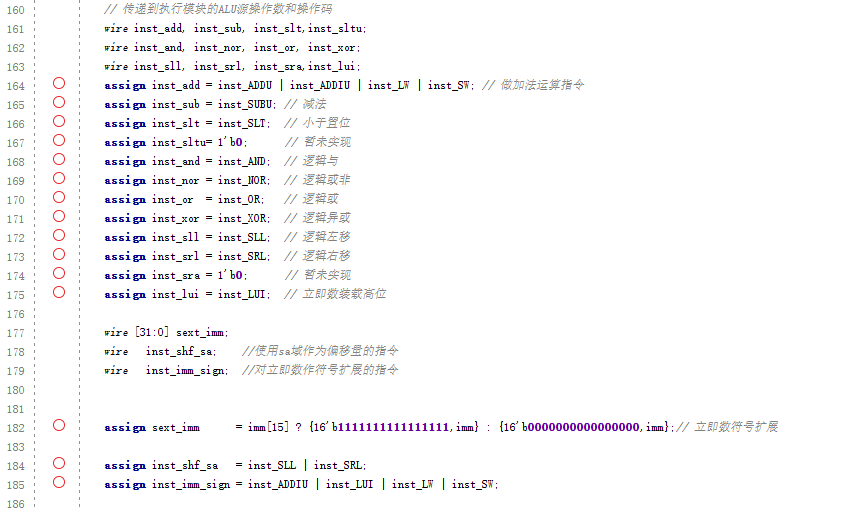 160 // 传递到执行模块的ALU源操作数和操作码
161 wire inst_add, inst_sub, inst_slt,inst_sltu;
162 wire inst_and, inst_nor, inst_or, inst_xor;
163 wire inst_sll, inst_srl, inst_sra,inst_lui;
164 assign inst_add = inst_ADDU | inst_ADDIU | inst_LW | inst_SW; // 做加法运算指令
165 assign inst_sub = inst_SUBU; // 减法
166 assign inst_slt = inst_SLT; // 小于置位
167 assign inst_sltu= 1'b0; // 暂未实现
168 assign inst_and = inst_AND; // 逻辑与
169 assign inst_nor = inst_NOR; // 逻辑或非
170 assign inst_or = inst_OR; // 逻辑或
171 assign inst_xor = inst_XOR; // 逻辑异或
172 assign inst_sll = inst_SLL; // 逻辑左移
173 assign inst_srl = inst_SRL; // 逻辑右移
174 assign inst_sra = 1'b0; // 暂未实现
175 assign inst_lui = inst_LUI; // 立即数装载高位
176
177 wire [31:0] sext_imm;
178 wire inst_shf_sa; //使用sa域作为偏移量的指令
179 wire inst_imm_sign; //对立即数作符号扩展的指令
180
181
182 assign sext_imm = imm[15] ? {16'b1111111111111111,imm} : {16'b0000000000000000,imm};// 立即数符号扩展
183
184 assign inst_shf_sa = inst_SLL | inst_SRL;
185 assign inst_imm_sign = inst_ADDIU | inst_LUI | inst_LW | inst_SW;
186